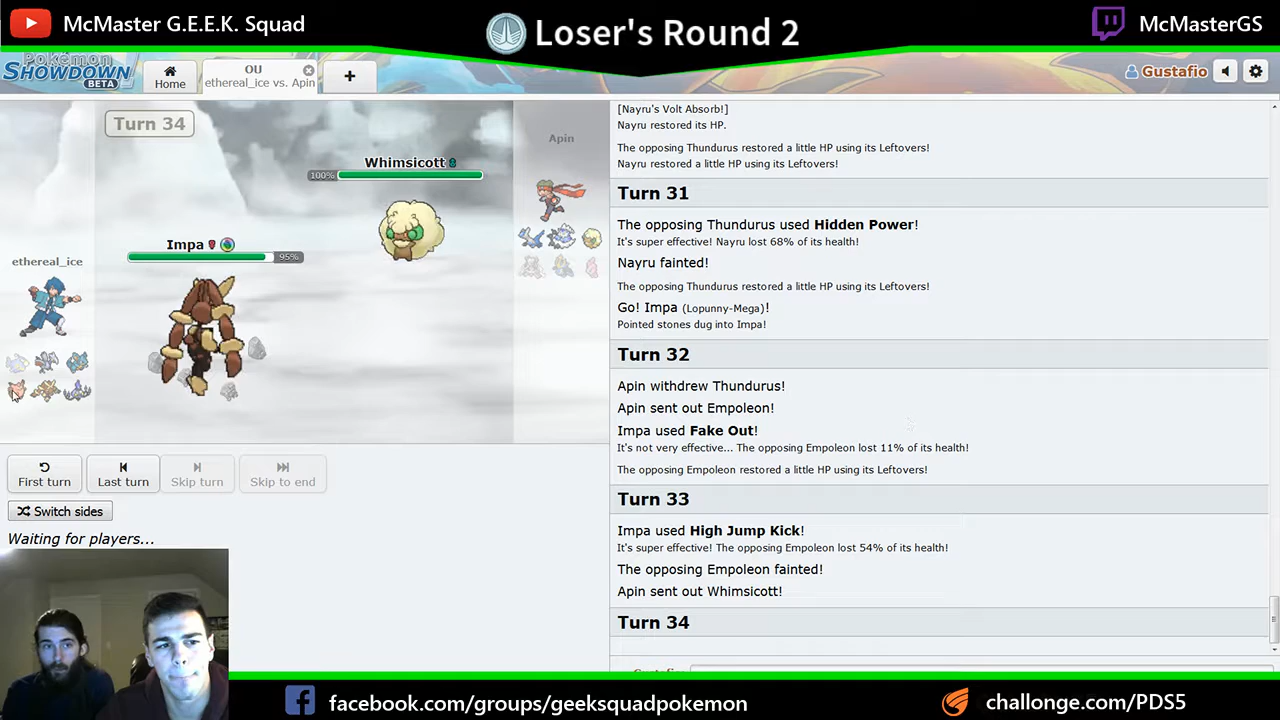 McMaster G.E.E.K. Squad
Loser's Round 2
McMasterGS
Pokémon
SHOWDOWN
BETA
Home
OU
ethereal_ice vs. Apin
Gustafio
Turn 34
Whimsicott
100%
Impa
95%
ethereal_ice
Apin
First turn
Last turn
Skip turn
Skip to end
Switch sides
Waiting for players...
[Nayru's Volt Absorb!]
Nayru restored its HP.
The opposing Thundurus restored a little HP using its Leftovers!
Nayru restored a little HP using its Leftovers!
Turn 31
The opposing Thundurus used Hidden Power!
It's super effective! Nayru lost 68% of its health!
Nayru fainted!
The opposing Thundurus restored a little HP using its Leftovers!
Go! Impa (Lopunny-Mega)!
Pointed stones dug into Impa!
Turn 32
Apin withdrew Thundurus!
Apin sent out Empoleon!
Impa used Fake Out!
It's not very effective... The opposing Empoleon lost 11% of its health!
The opposing Empoleon restored a little HP using its Leftovers!
Turn 33
Impa used High Jump Kick!
It's super effective! The opposing Empoleon lost 54% of its health!
The opposing Empoleon fainted!
Apin sent out Whimsicott!
Turn 34
facebook.com/groups/geeksquadpokemon
challonge.com/PDS5